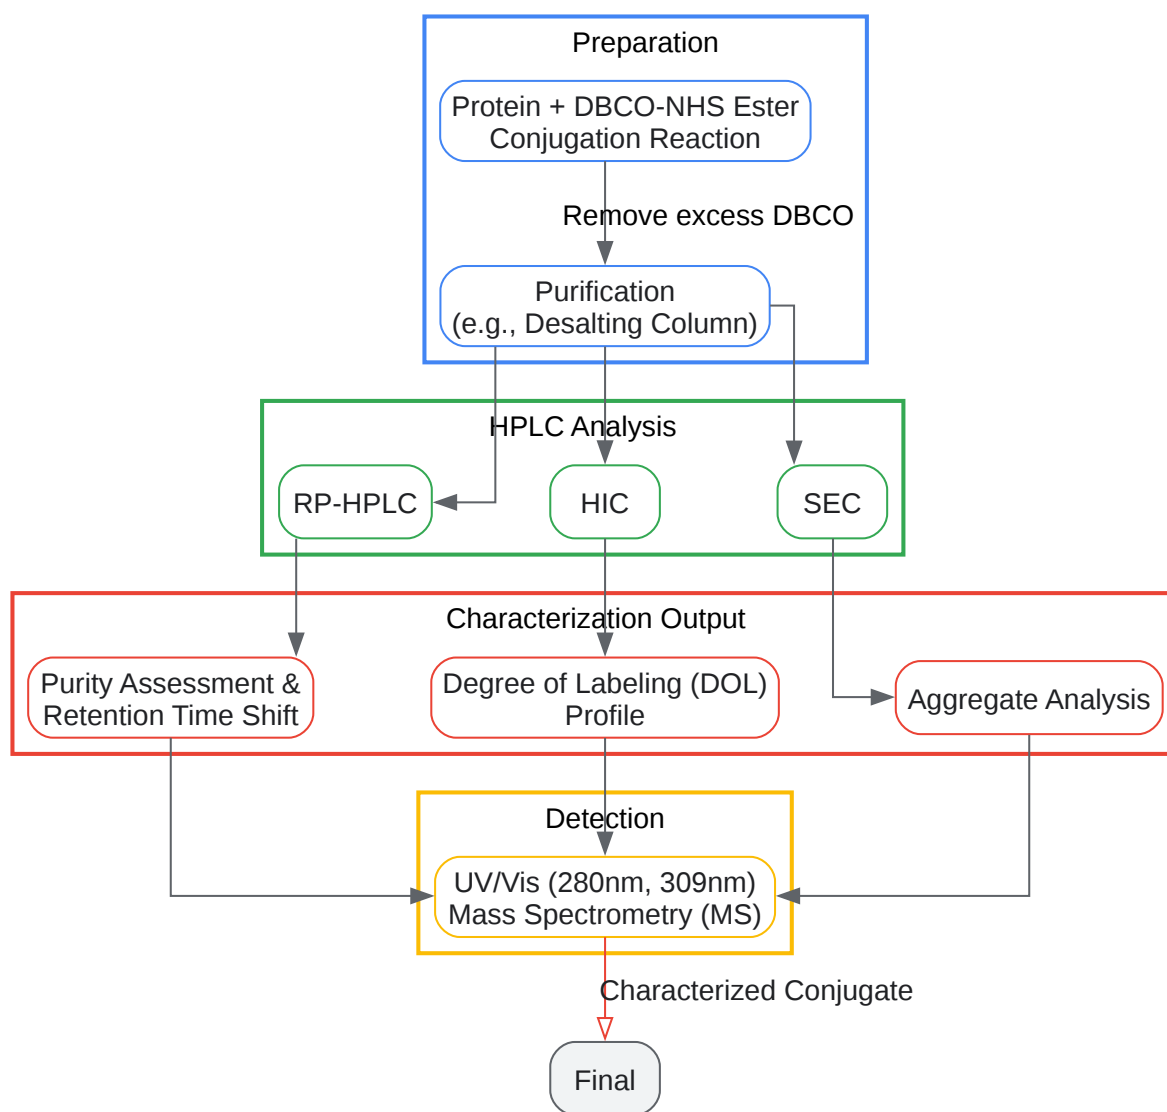 Preparation
Protein + DBCO-NHS Ester
Conjugation Reaction
Remove excess DBCO
Purification
(e.g., Desalting Column)
HPLC Analysis
RP-HPLC
HIC
SEC
Characterization Output
Purity Assessment &
Retention Time Shift
Degree of Labeling (DOL)
Profile
Aggregate Analysis
Detection
UV/Vis (280nm, 309nm)
Mass Spectrometry (MS)
Characterized Conjugate
Final